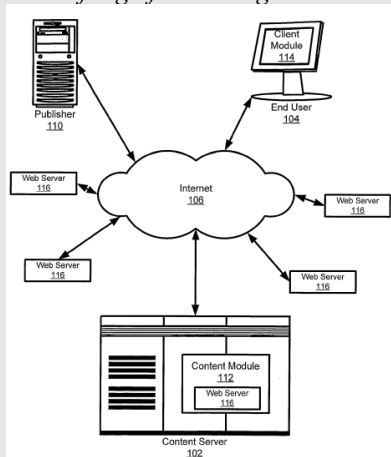 Client
Module
114
Publisher
110
End User
104
Internet
106
Web Server
116
Web Server
116
Web Server
116
Web Server
116
Content Module
112
Web Server
116
Content Server
102